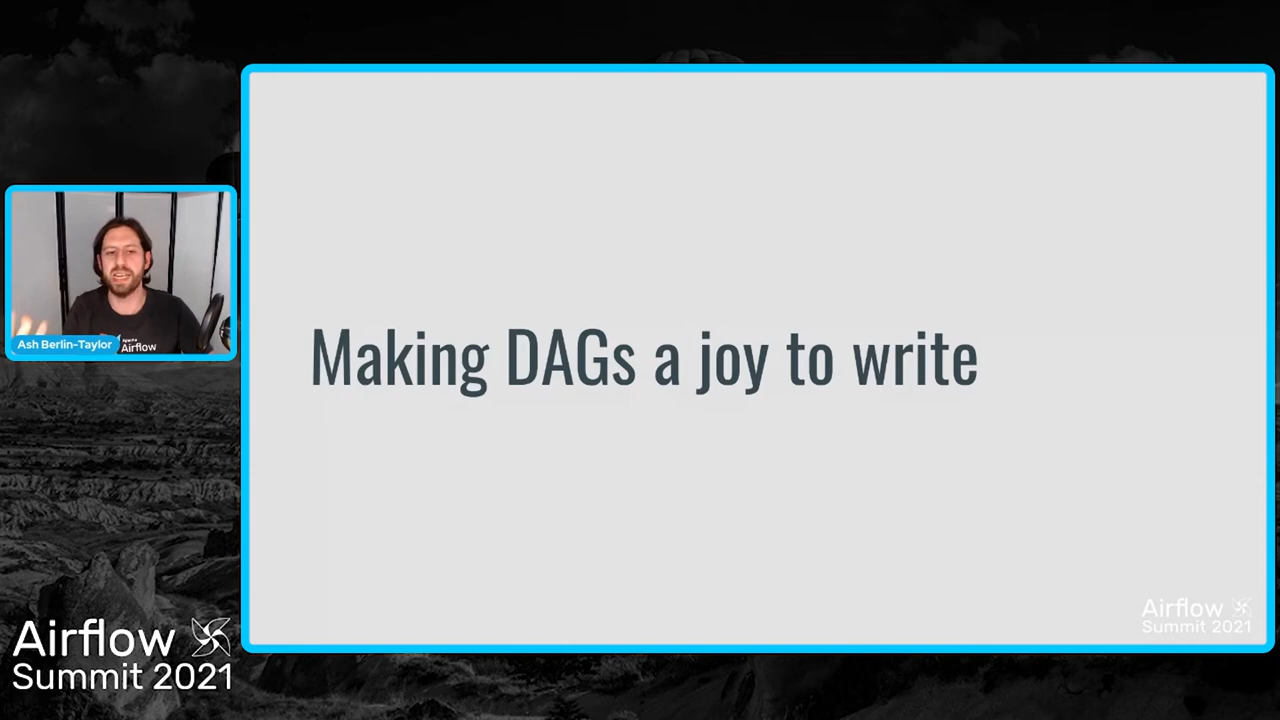 Making DAGs a joy to write
Ash Berlin-Taylor
Airflow
Airflow
Summit 2021
Airflow
Summit 2021